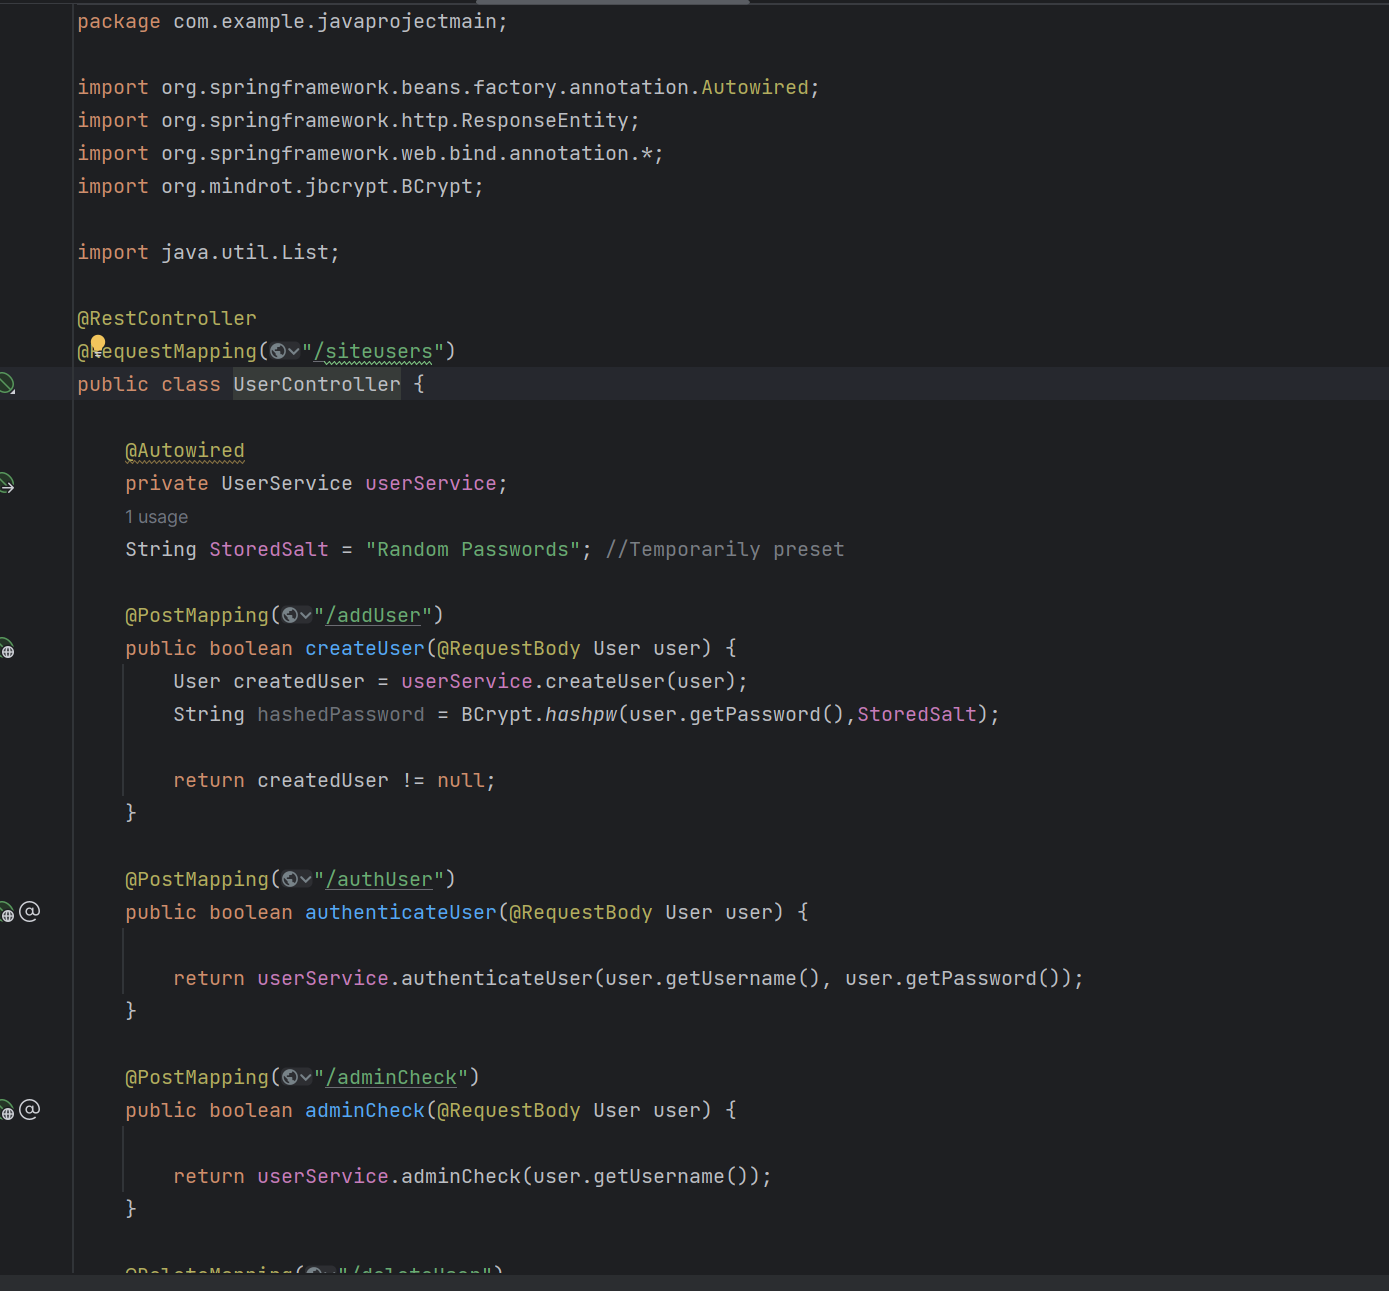 package com.example.javaprojectmain;
import org.springframework.beans.factory.annotation.Autowired;
import org.springframework.http.ResponseEntity;
import org.springframework.web.bind.annotation.*;
import org.mindrot.jbcrypt.BCrypt;
import java.util.List;
@RestController
@RequestMapping("/siteusers")
public class UserController {
@Autowired
private UserService userService;
1 usage
String StoredSalt = "Random Passwords"; //Temporarily preset
@PostMapping("/addUser")
public boolean createUser(@RequestBody User user) {
User createdUser = userService.createUser(user);
String hashedPassword = BCrypt.hashpw(user.getPassword(),StoredSalt);
return createdUser != null;
}
@PostMapping("/authUser")
public boolean authenticateUser(@RequestBody User user) {
return userService.authenticateUser(user.getUsername(), user.getPassword());
}
@PostMapping("/adminCheck")
public boolean adminCheck(@RequestBody User user) {
return userService.adminCheck(user.getUsername());
}
@DeleteMapping("/deleteUser")